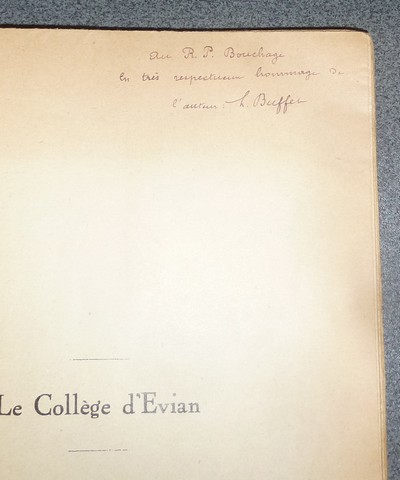 Au R. P. Bouchage
En très respectueux hommage de
l'auteur : L. Buffet
Le Collège d'Evian